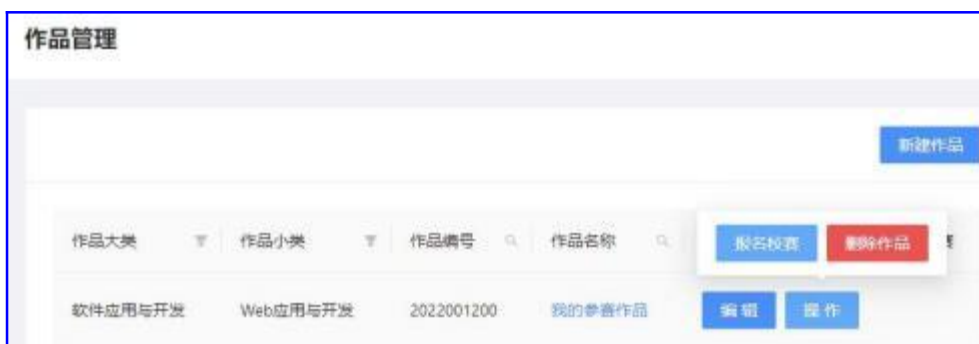 作品管理
新建作品
作品大类 作品小类 作品编号 作品名称 报名校赛 删除作品
软件应用与开发 Web应用与开发 2022001200 我的参赛作品 编 辑 操 作